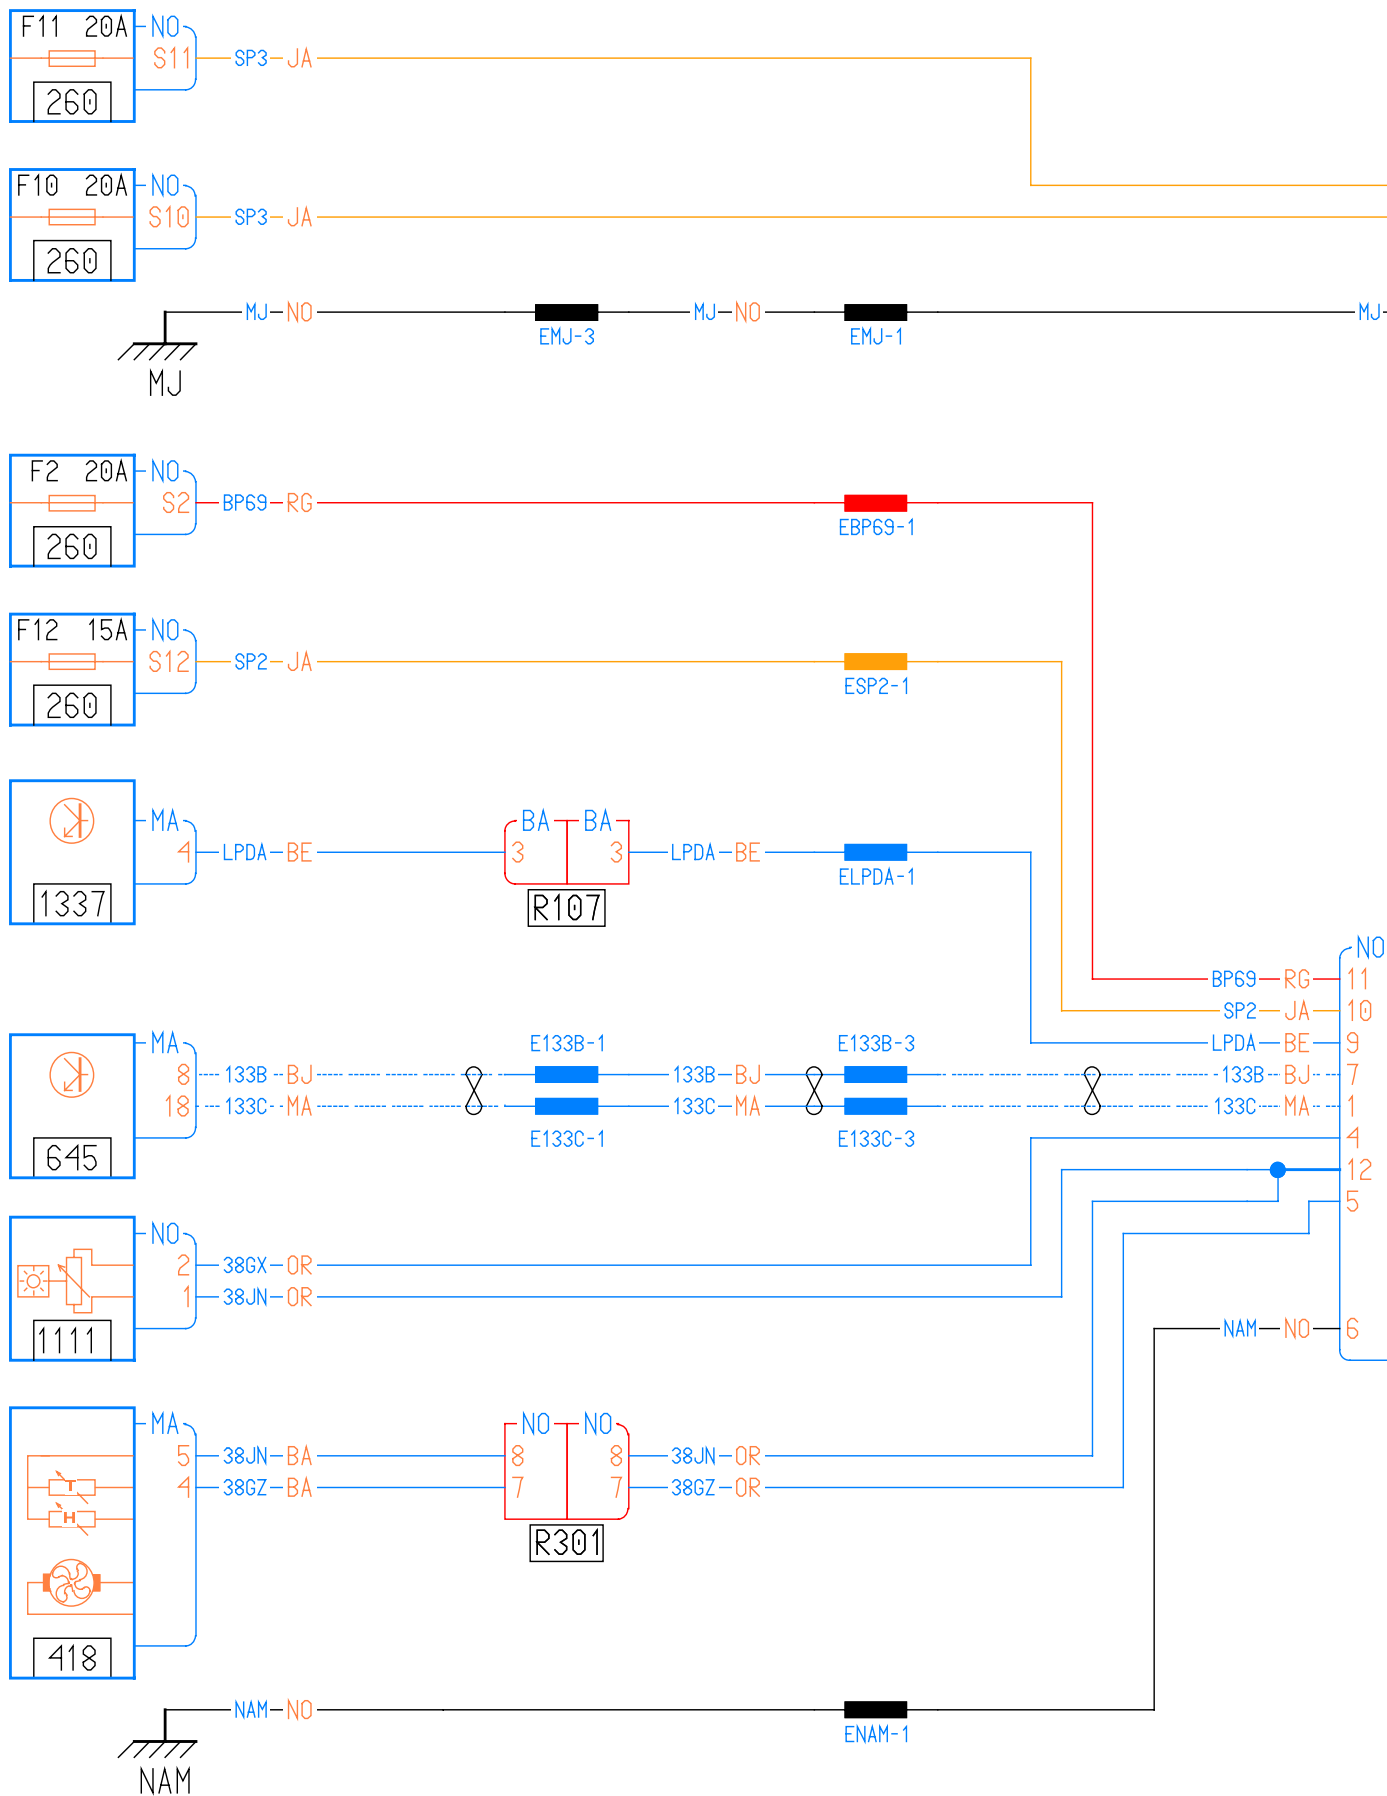 F11 20A NO
S11 SP3 JA
260
F10 20A NO
S10 SP3 JA
260
MJ NO MJ NO MJ
EMJ-3 EMJ-1
MJ
F2 20A NO
S2 BP69 RG
260 EBP69-1
F12 15A NO
S12 SP2 JA
260 ESP2-1
MA BA BA
4 LPDA BE 3 3 LPDA BE
ELPDA-1
1337 R107
NO
BP69 RG 11
SP2 JA 10
MA E133B-1 E133B-3 LPDA BE 9
8 133B BJ 133B BJ 133B BJ 7
18 133C MA 133C MA 133C MA 1
E133C-1 E133C-3 4
645
12
5
NO
2 38GX OR
1 38JN OR
1111 NAM NO 6
MA NO NO
5 38JN BA 8 8 38JN OR
4 38GZ BA 7 7 38GZ OR
T
H
R301
418
NAM NO
ENAM-1
NAM